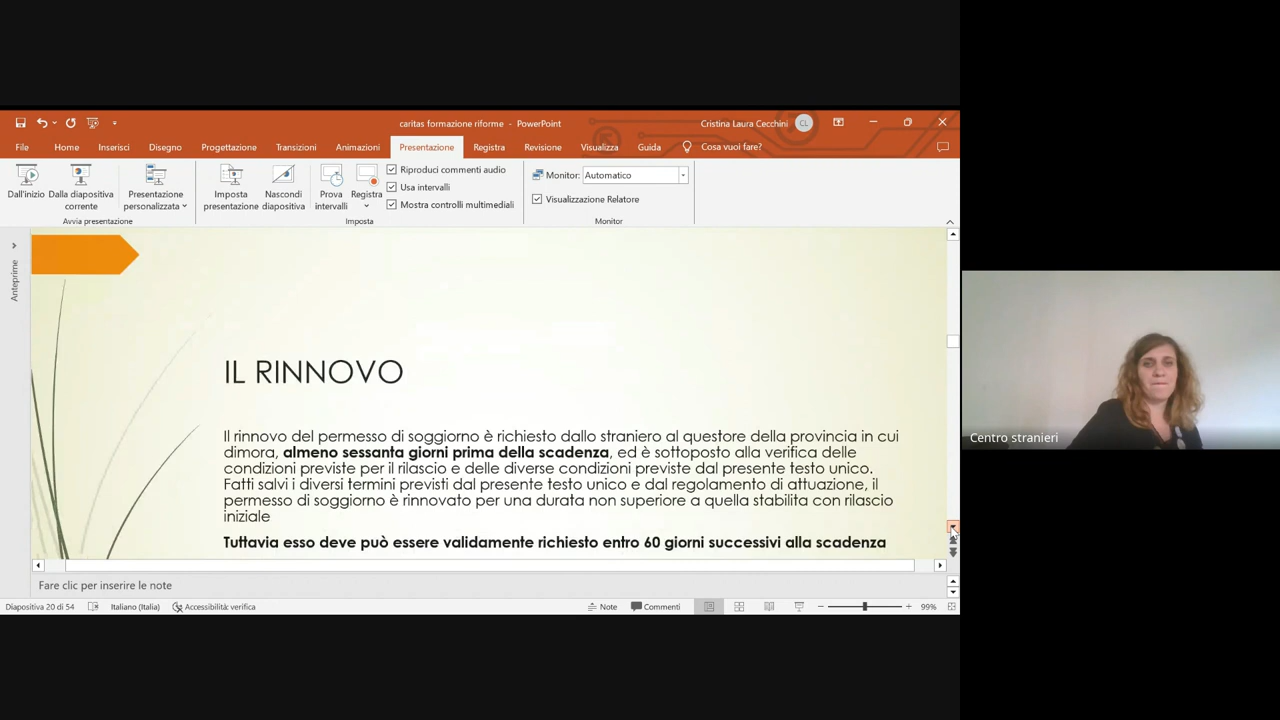 caritas formazione riforme - PowerPoint
Cristina Laura Cecchini CL
File Home Inserisci Disegno Progettazione Transizioni Animazioni Presentazione Registra Revisione Visualizza Guida Cosa vuoi fare?
Dall'inizio
Dalla diapositiva corrente
Presentazione personalizzata
Avvia presentazione
Imposta presentazione
Nascondi diapositiva
Prova intervalli
Registra
Riproduci commenti audio
Usa intervalli
Mostra controlli multimediali
Imposta
Monitor: Automatico
Visualizzazione Relatore
Monitor
Anteprime
IL RINNOVO
Il rinnovo del permesso di soggiorno è richiesto dallo straniero al questore della provincia in cui
dimora, almeno sessanta giorni prima della scadenza, ed è sottoposto alla verifica delle
condizioni previste per il rilascio e delle diverse condizioni previste dal presente testo unico.
Fatti salvi i diversi termini previsti dal presente testo unico e dal regolamento di attuazione, il
permesso di soggiorno è rinnovato per una durata non superiore a quella stabilita con rilascio
iniziale
Tuttavia esso deve può essere validamente richiesto entro 60 giorni successivi alla scadenza
Centro stranieri
Fare clic per inserire le note
Diapositiva 20 di 54 Italiano (Italia) Accessibilità: verifica Note Commenti 99%